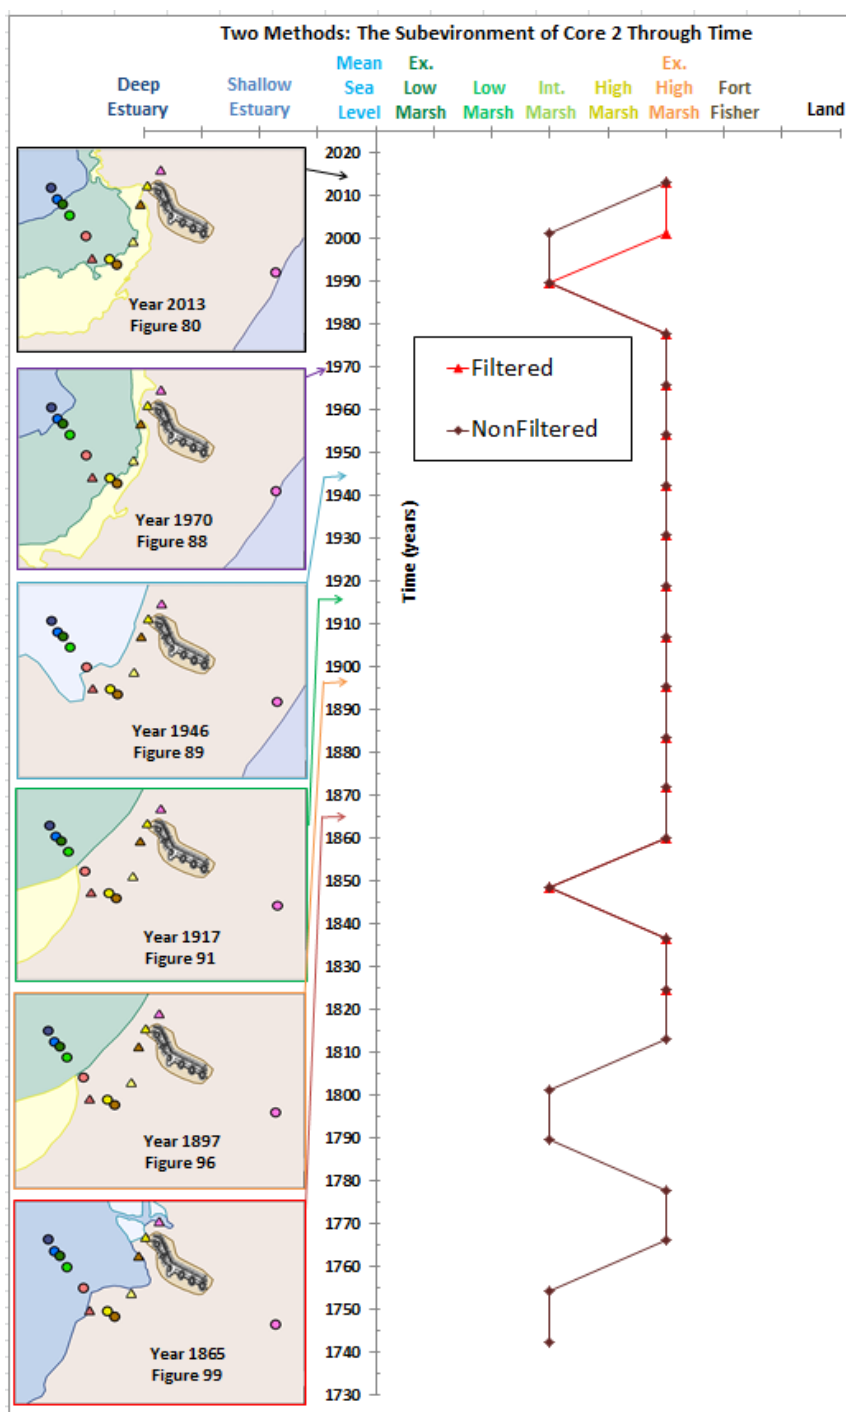 Two Methods: The Subevironment of Core 2 Through Time
Deep
Estuary
Shallow
Estuary
Mean
Sea
Level
Ex.
Low
Marsh
Low
Marsh
Int.
Marsh
High
Marsh
Ex.
High
Marsh
Fort
Fisher
Land
2020
2010
2000
1990
1980
1970
1960
1950
1940
1930
1920
1910
1900
1890
1880
1870
1860
1850
1840
1830
1820
1810
1800
1790
1780
1770
1760
1750
1740
1730
Time (years)
Filtered
NonFiltered
Year 2013
Figure 80
Year 1970
Figure 88
Year 1946
Figure 89
Year 1917
Figure 91
Year 1897
Figure 96
Year 1865
Figure 99